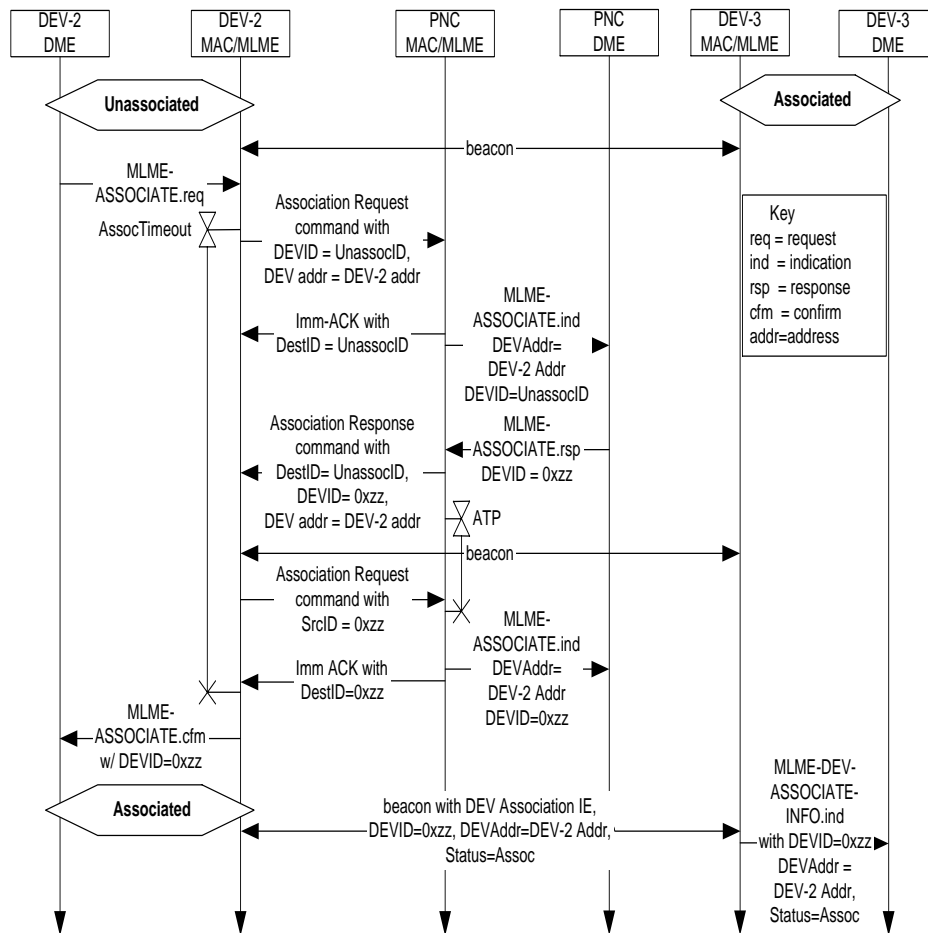 DEV-2
DME
DEV-2
MAC/MLME
PNC
MAC/MLME
PNC
DME
DEV-3
MAC/MLME
DEV-3
DME
Unassociated
Associated
beacon
MLME-
ASSOCIATE.req
AssocTimeout
Association Request
command with
DEVID = UnassocID,
DEV addr = DEV-2 addr
Key
req = request
ind = indication
rsp = response
cfm = confirm
addr=address
Imm-ACK with
DestID = UnassocID
MLME-
ASSOCIATE.ind
DEVAddr=
DEV-2 Addr
DEVID=UnassocID
MLME-
ASSOCIATE.rsp
DEVID = 0xzz
Association Response
command with
DestID= UnassocID,
DEVID= 0xzz,
DEV addr = DEV-2 addr
ATP
beacon
Association Request
command with
SrcID = 0xzz
MLME-
ASSOCIATE.ind
DEVAddr=
DEV-2 Addr
DEVID=0xzz
Imm ACK with
DestID=0xzz
MLME-
ASSOCIATE.cfm
w/ DEVID=0xzz
Associated
beacon with DEV Association IE,
DEVID=0xzz, DEVAddr=DEV-2 Addr,
Status=Assoc
MLME-DEV-
ASSOCIATE-
INFO.ind
with DEVID=0xzz
DEVAddr =
DEV-2 Addr,
Status=Assoc